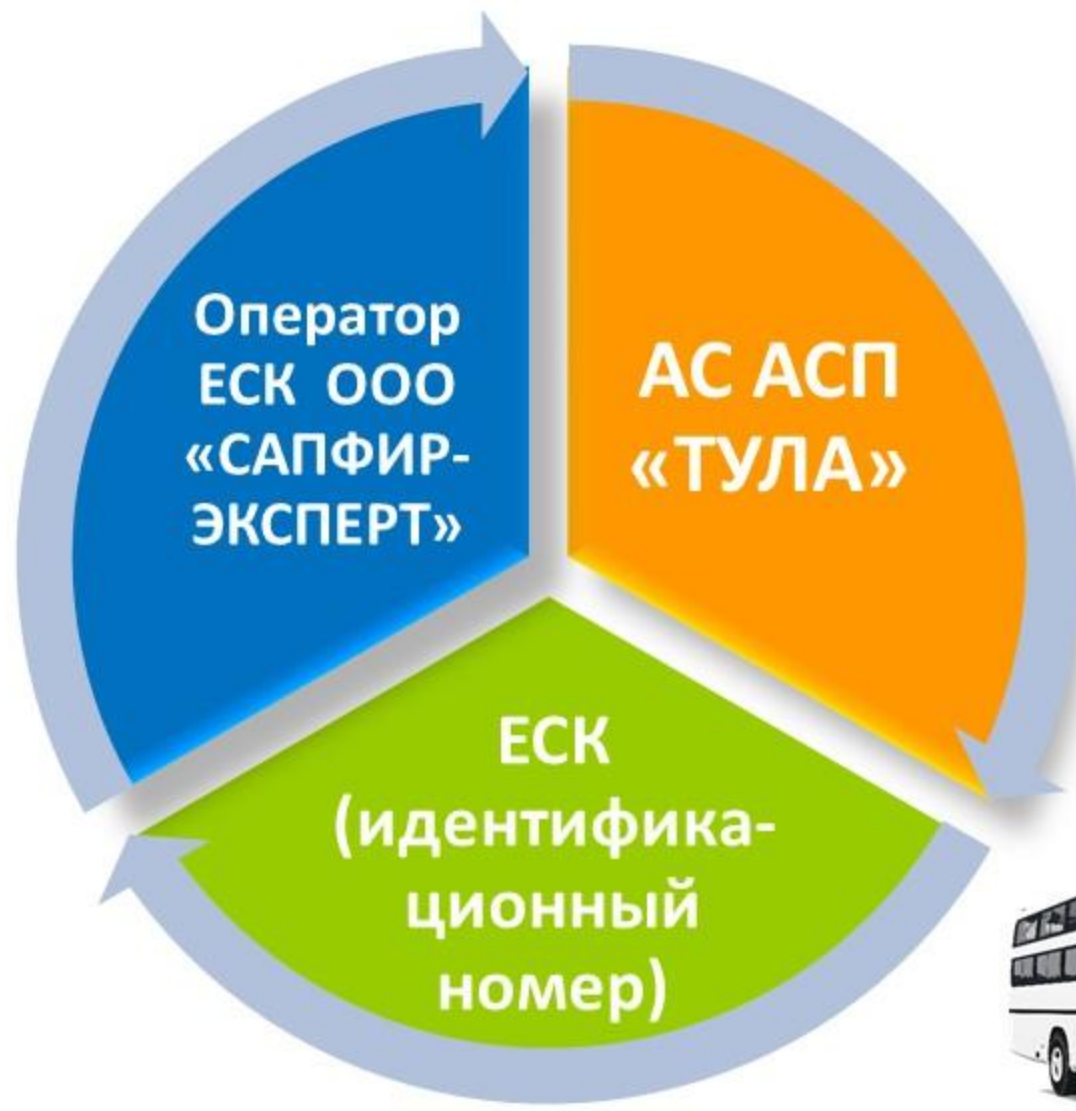 Оператор
ЕСК ООО
«САПФИР-
ЭКСПЕРТ»
АС АСП
«ТУЛА»
ЕСК
(идентифика-
ционный
номер)